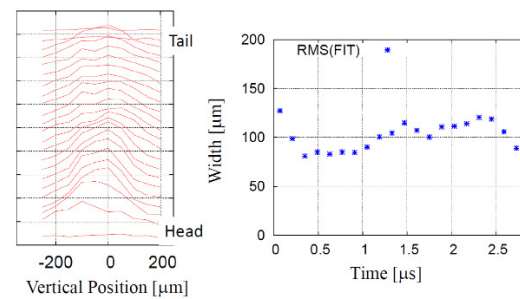 Tail
Head
-200
0
200
Vertical Position [μm]
RMS(FIT)
200
150
100
50
0
Width [μm]
0
0.5
1
1.5
2
2.5
Time [μs]